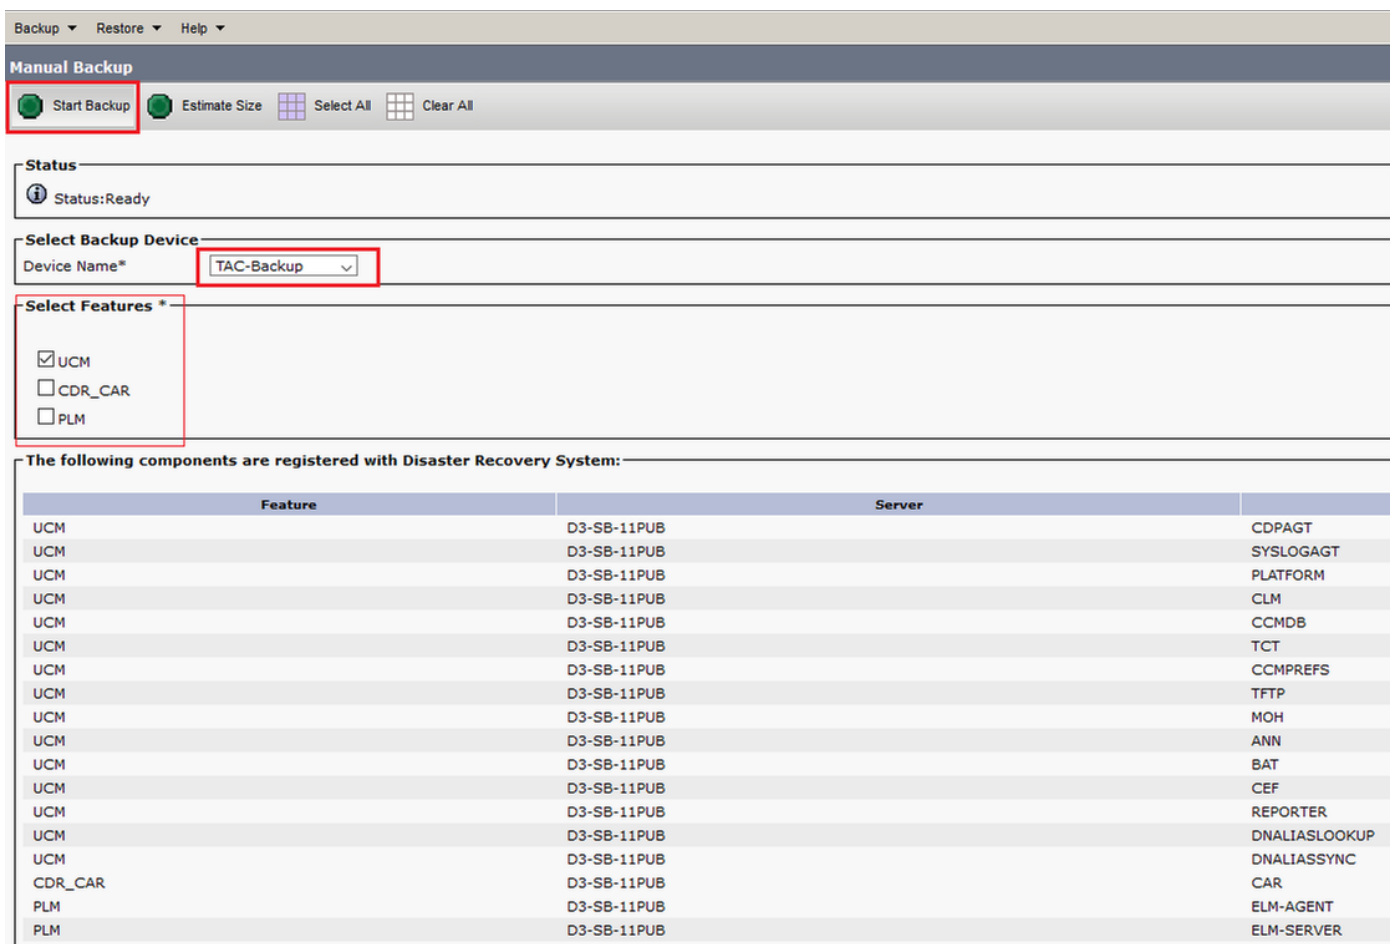 Backup Restore Help
Manual Backup
Start Backup Estimate Size Select All Clear All
Status
Status:Ready
Select Backup Device
Device Name* TAC-Backup
Select Features *
UCM
CDR_CAR
PLM
The following components are registered with Disaster Recovery System:
Feature Server
UCM D3-SB-11PUB CDPAGT
UCM D3-SB-11PUB SYSLOGAGT
UCM D3-SB-11PUB PLATFORM
UCM D3-SB-11PUB CLM
UCM D3-SB-11PUB CCMDB
UCM D3-SB-11PUB TCT
UCM D3-SB-11PUB CCMPREFS
UCM D3-SB-11PUB TFTP
UCM D3-SB-11PUB MOH
UCM D3-SB-11PUB ANN
UCM D3-SB-11PUB BAT
UCM D3-SB-11PUB CEF
UCM D3-SB-11PUB REPORTER
UCM D3-SB-11PUB DNALIASLOOKUP
UCM D3-SB-11PUB DNALIASSYNC
CDR_CAR D3-SB-11PUB CAR
PLM D3-SB-11PUB ELM-AGENT
PLM D3-SB-11PUB ELM-SERVER